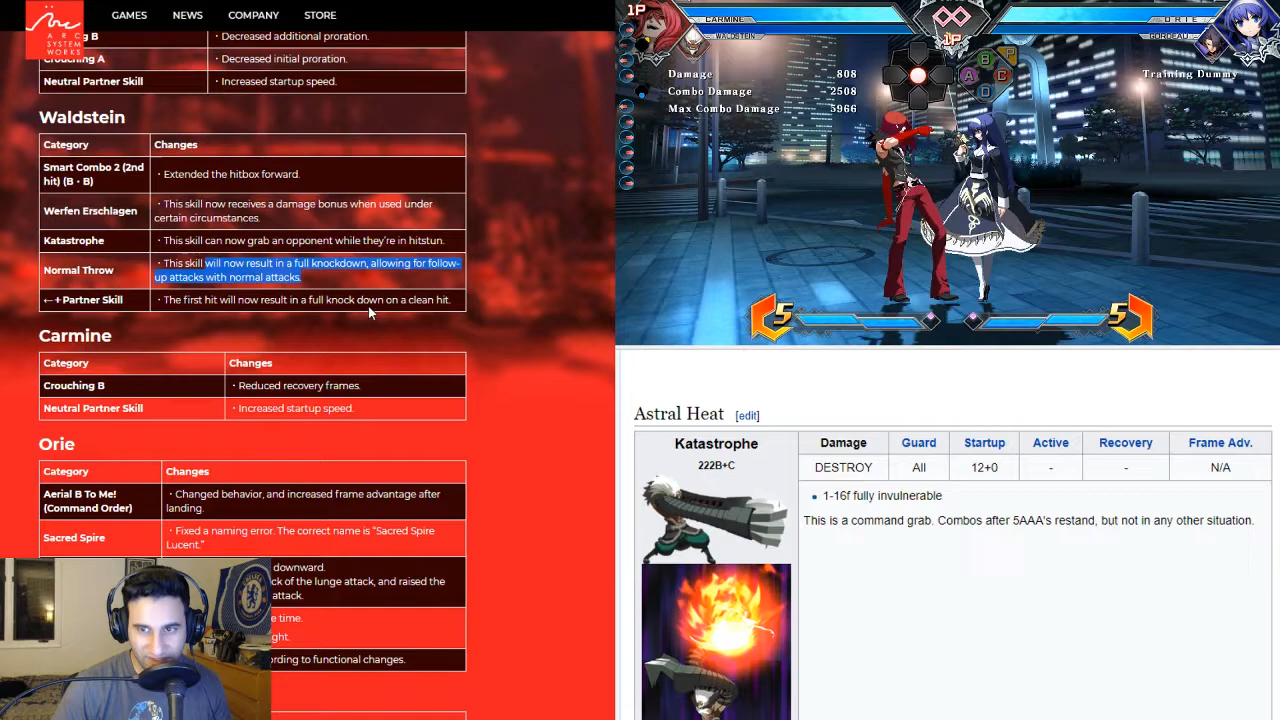 GAMES NEWS COMPANY STORE
ARC
SYSTEM
WORKS
Crouching B ・Decreased additional proration.
Crouching A ・Decreased initial proration.
Neutral Partner Skill ・Increased startup speed.
Waldstein
Category Changes
Smart Combo 2 (2nd
hit) (B・B) ・Extended the hitbox forward.
Werfen Erschlagen ・This skill now receives a damage bonus when used under
certain circumstances.
Katastrophe ・This skill can now grab an opponent while they're in hitstun.
Normal Throw ・This skill will now result in a full knockdown, allowing for follow-
up attacks with normal attacks.
←+Partner Skill ・The first hit will now result in a full knock down on a clean hit.
Carmine
Category Changes
Crouching B ・Reduced recovery frames.
Neutral Partner Skill ・Increased startup speed.
Orie
Category Changes
Aerial B To Me!
(Command Order) ・Changed behavior, and increased frame advantage after
landing.
Sacred Spire ・Fixed a naming error. The correct name is "Sacred Spire
Lucent."
downward.
ck of the lunge attack, and raised the
attack.
e time.
ght.
ording to functional changes.
1P
CARMINE
WALDSTEIN
1P
ORIE
GORDEAU
Damage 808
Combo Damage 2508
Max Combo Damage 5966
Training Dummy
B
P
A
C
D
5
5
Astral Heat [edit]
Katastrophe
222B+C
Damage Guard Startup Active Recovery Frame Adv.
DESTROY All 12+0 - - N/A
• 1-16f fully invulnerable
This is a command grab. Combos after 5AAA's restand, but not in any other situation.
CHELSEA